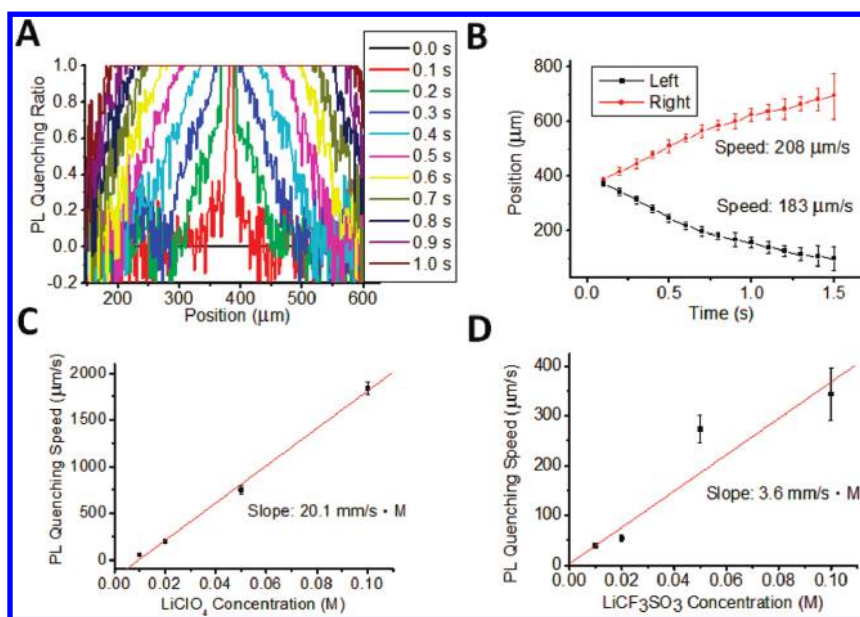 A
PL Quenching Ratio
1.0
0.8
0.6
0.4
0.2
0.0
-0.2
200 300 400 500 600
Position (μm)
0.0 s
0.1 s
0.2 s
0.3 s
0.4 s
0.5 s
0.6 s
0.7 s
0.8 s
0.9 s
1.0 s
B
Position (μm)
800
600
400
200
0.0 0.5 1.0 1.5
Time (s)
Left
Right
Speed: 208 μm/s
Speed: 183 μm/s
C
PL Quenching Speed (μm/s)
2000
1750
1250
750
500
0
0.00 0.02 0.04 0.06 0.08 0.10
LiClO₄ Concentration (M)
Slope: 20.1 mm/s · M
D
PL Quenching Speed (μm/s)
400
300
200
100
50
0
0.00 0.02 0.04 0.06 0.08 0.10
LiCF₃SO₃ Concentration (M)
Slope: 3.6 mm/s · M